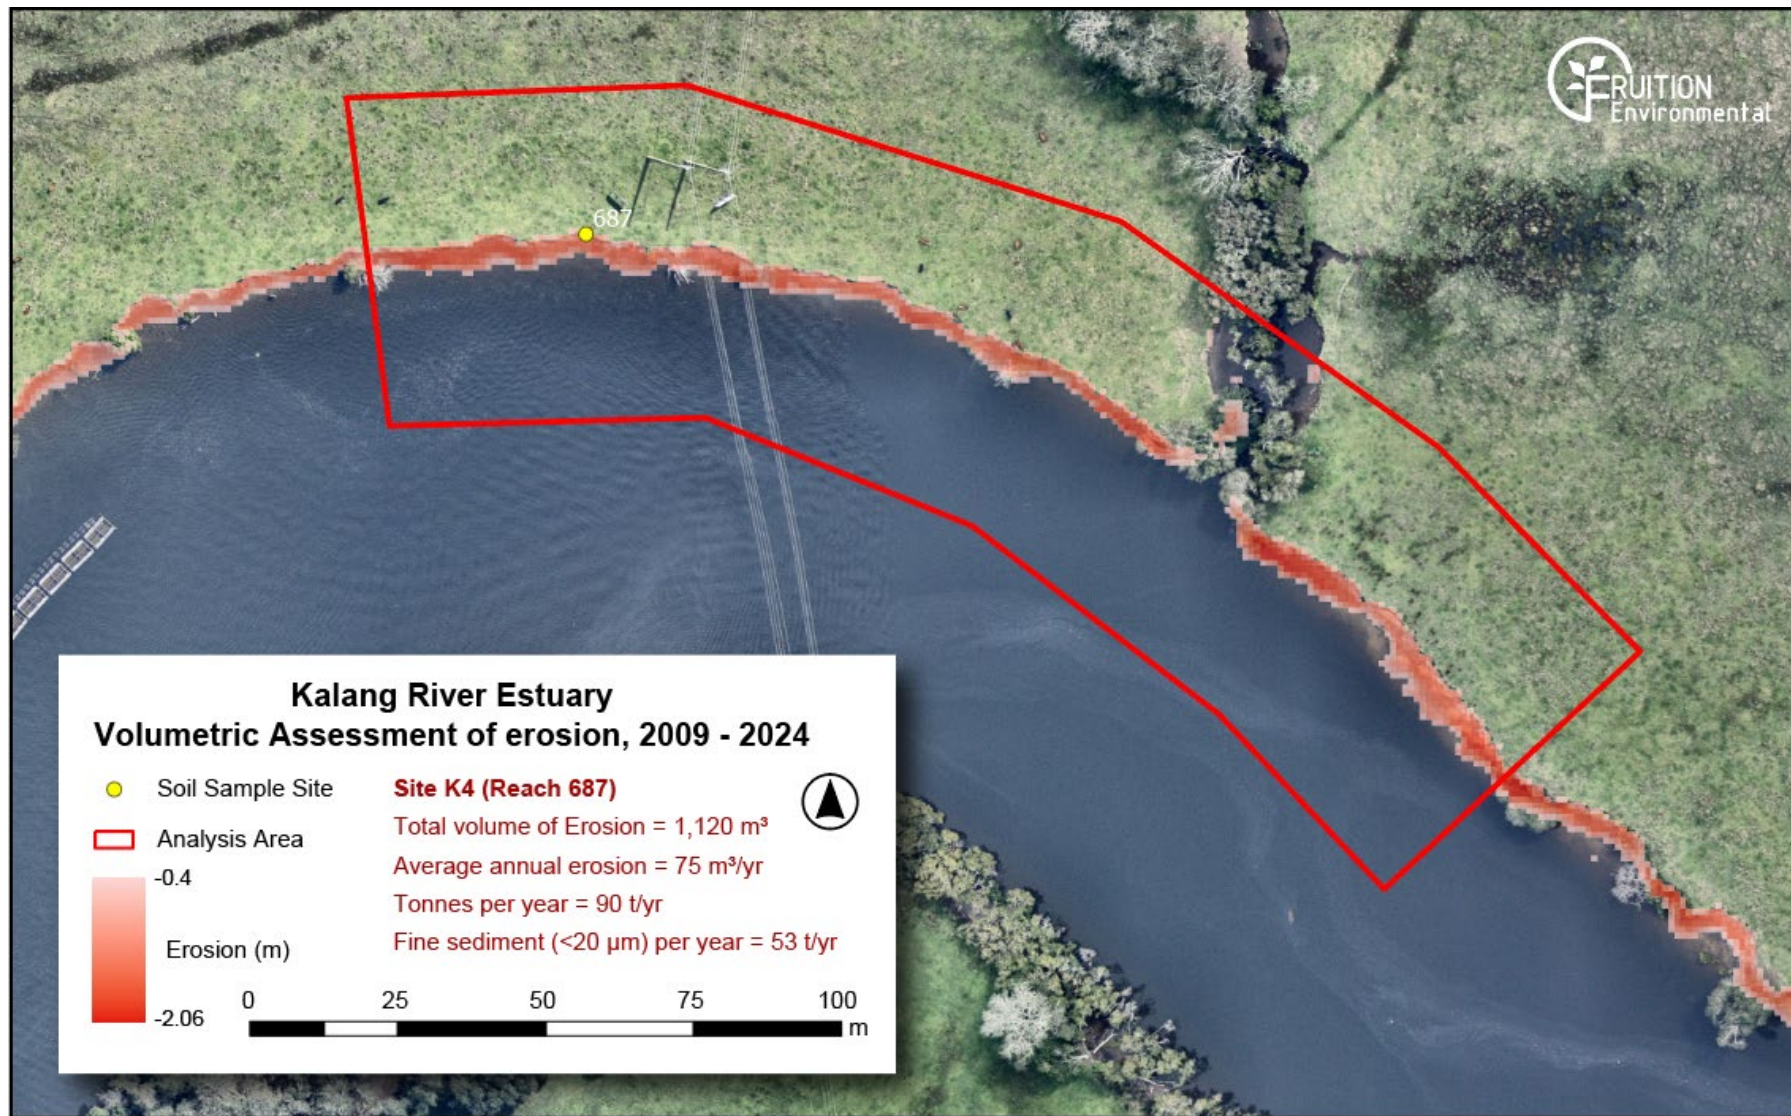 FRUITION
Environmental
687
Kalang River Estuary
Volumetric Assessment of erosion, 2009 - 2024
Soil Sample Site
Analysis Area
-0.4
Erosion (m)
-2.06
Site K4 (Reach 687)
Total volume of Erosion = 1,120 m³
Average annual erosion = 75 m³/yr
Tonnes per year = 90 t/yr
Fine sediment (<20 µm) per year = 53 t/yr
0 25 50 75 100
m